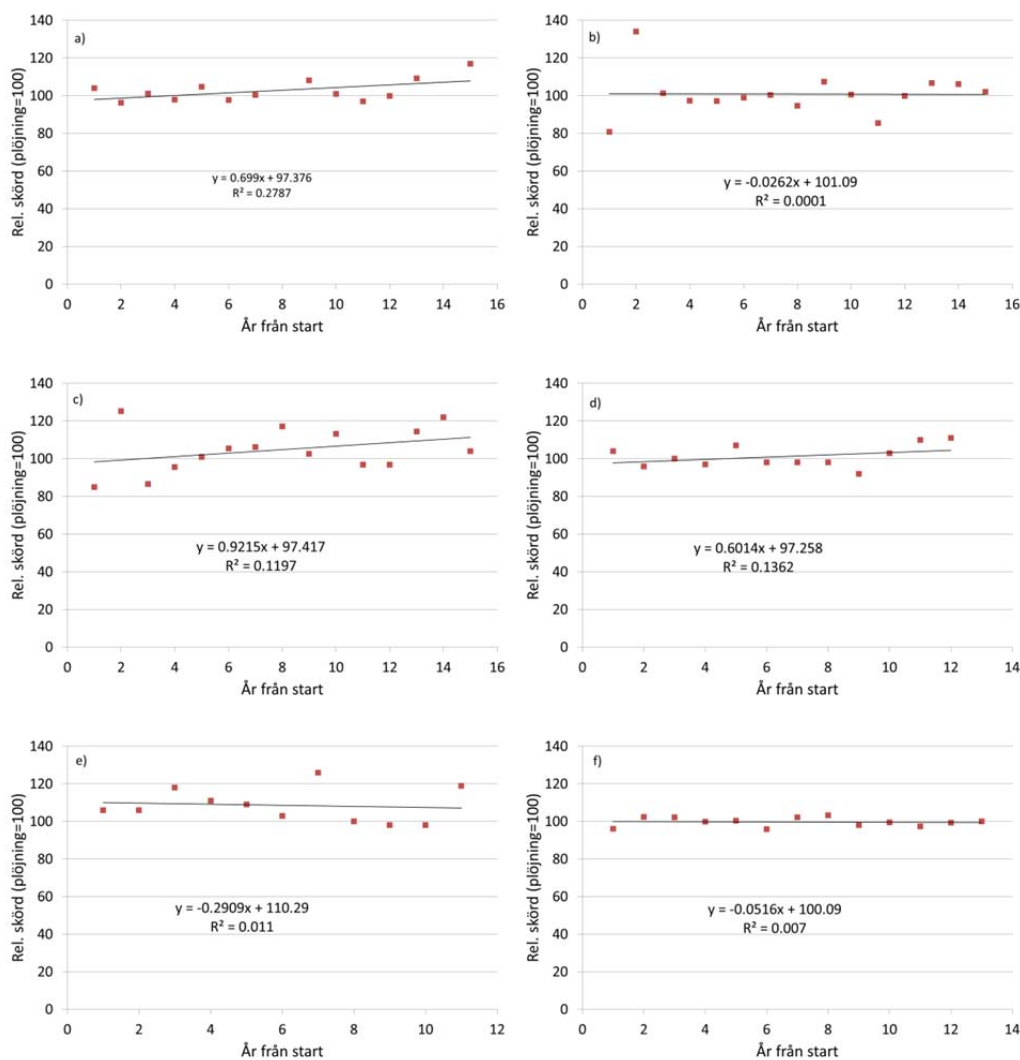 a)
Rel. skörd (plöjning=100)
140
120
100
80
60
40
20
0
y = 0.699x + 97.376
R² = 0.2787
0 2 4 6 8 10 12 14 16
År från start
b)
Rel. skörd (plöjning=100)
140
120
100
80
60
40
20
0
y = -0.0262x + 101.09
R² = 0.0001
0 2 4 6 8 10 12 14 16
År från start
c)
Rel. skörd (plöjning=100)
140
120
100
80
60
40
20
0
y = 0.9215x + 97.417
R² = 0.1197
0 2 4 6 8 10 12 14 16
År från start
d)
Rel. skörd (plöjning=100)
140
120
100
80
60
40
20
0
y = 0.6014x + 97.258
R² = 0.1362
0 2 4 6 8 10 12 14
År från start
e)
Rel. skörd (plöjning=100)
140
120
100
80
60
40
20
0
y = -0.2909x + 110.29
R² = 0.011
0 2 4 6 8 10 12
År från start
f)
Rel. skörd (plöjning=100)
140
120
100
80
60
40
20
0
y = -0.0516x + 100.09
R² = 0.007
0 2 4 6 8 10 12 14
År från start